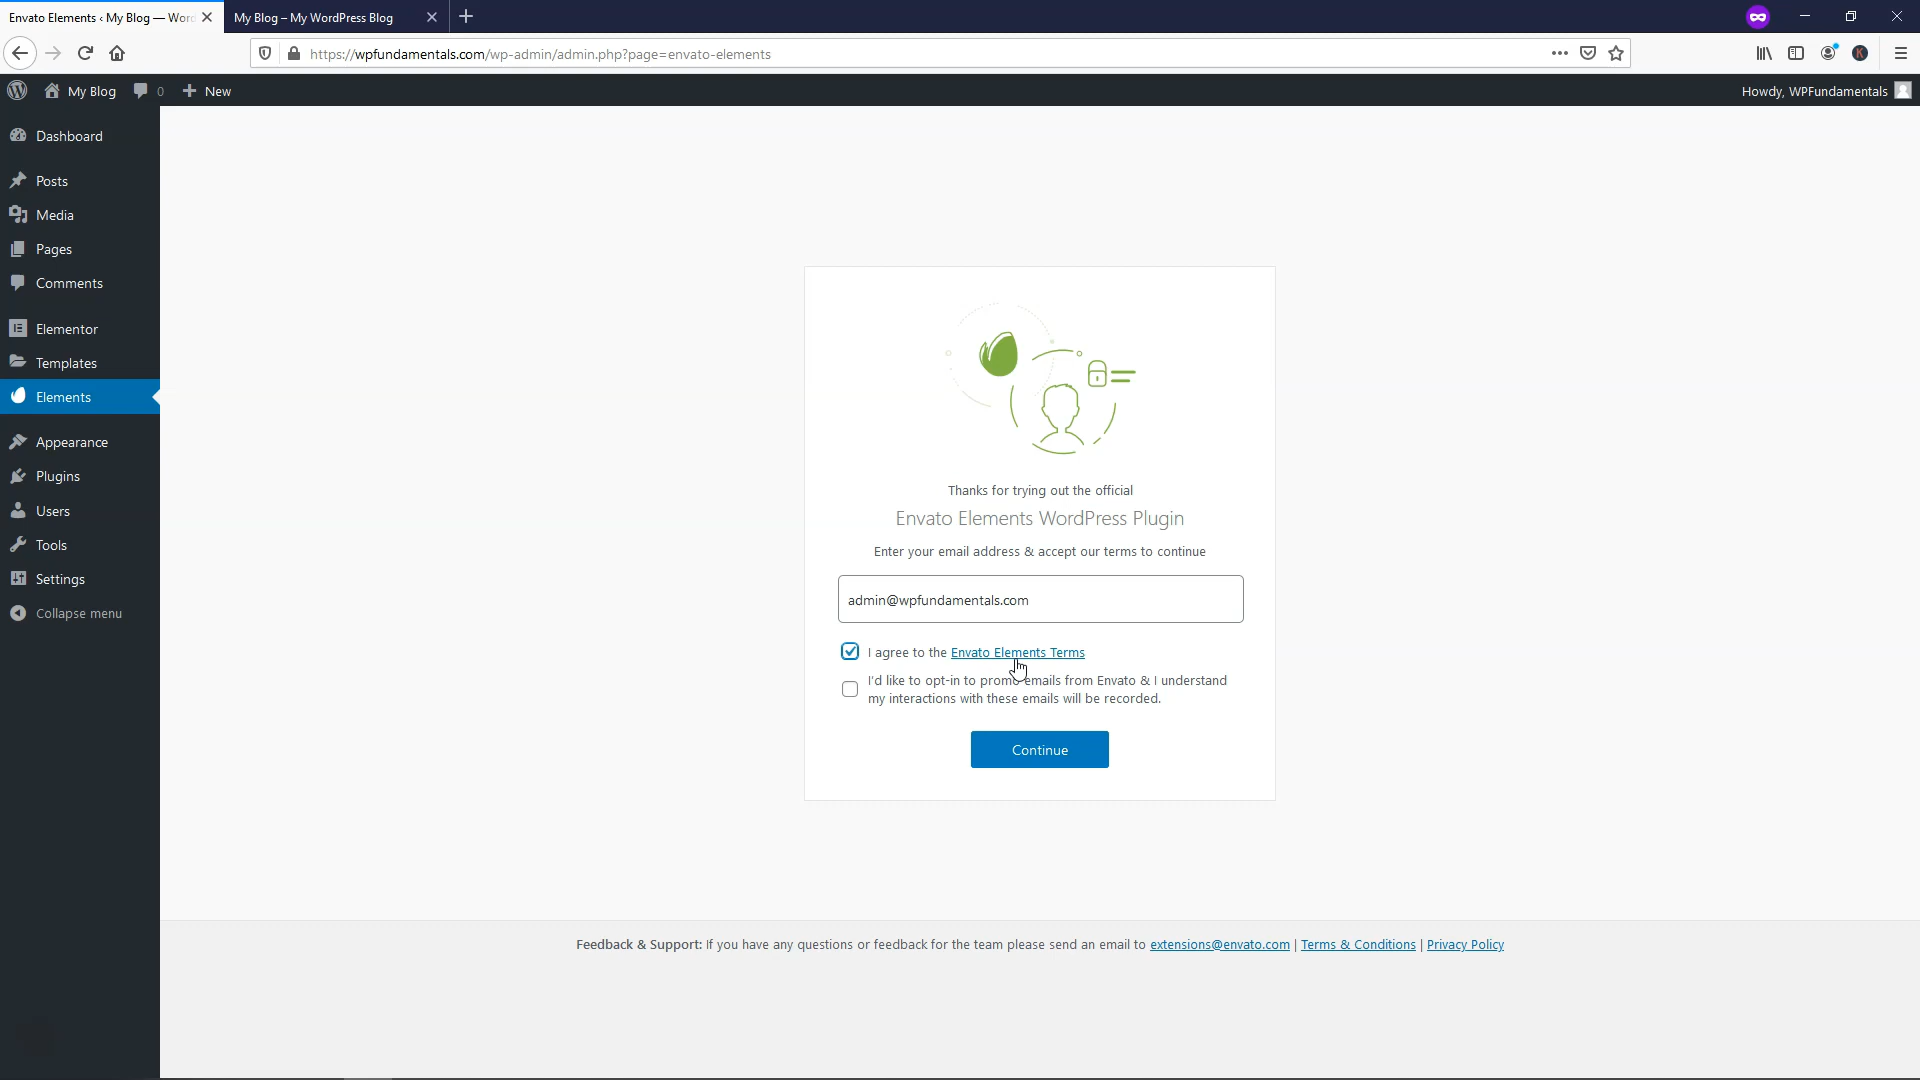 Envato Elements ‹ My Blog — Wor
My Blog – My WordPress Blog
https://wpfundamentals.com/wp-admin/admin.php?page=envato-elements
My Blog
0
New
Howdy, WPFundamentals
Dashboard
Posts
Media
Pages
Comments
Elementor
Templates
Elements
Appearance
Plugins
Users
Tools
Settings
Collapse menu
Thanks for trying out the official
Envato Elements WordPress Plugin
Enter your email address & accept our terms to continue
admin@wpfundamentals.com
I agree to the Envato Elements Terms
I'd like to opt-in to promo emails from Envato & I understand
my interactions with these emails will be recorded.
Continue
Feedback & Support: If you have any questions or feedback for the team please send an email to extensions@envato.com | Terms & Conditions | Privacy Policy